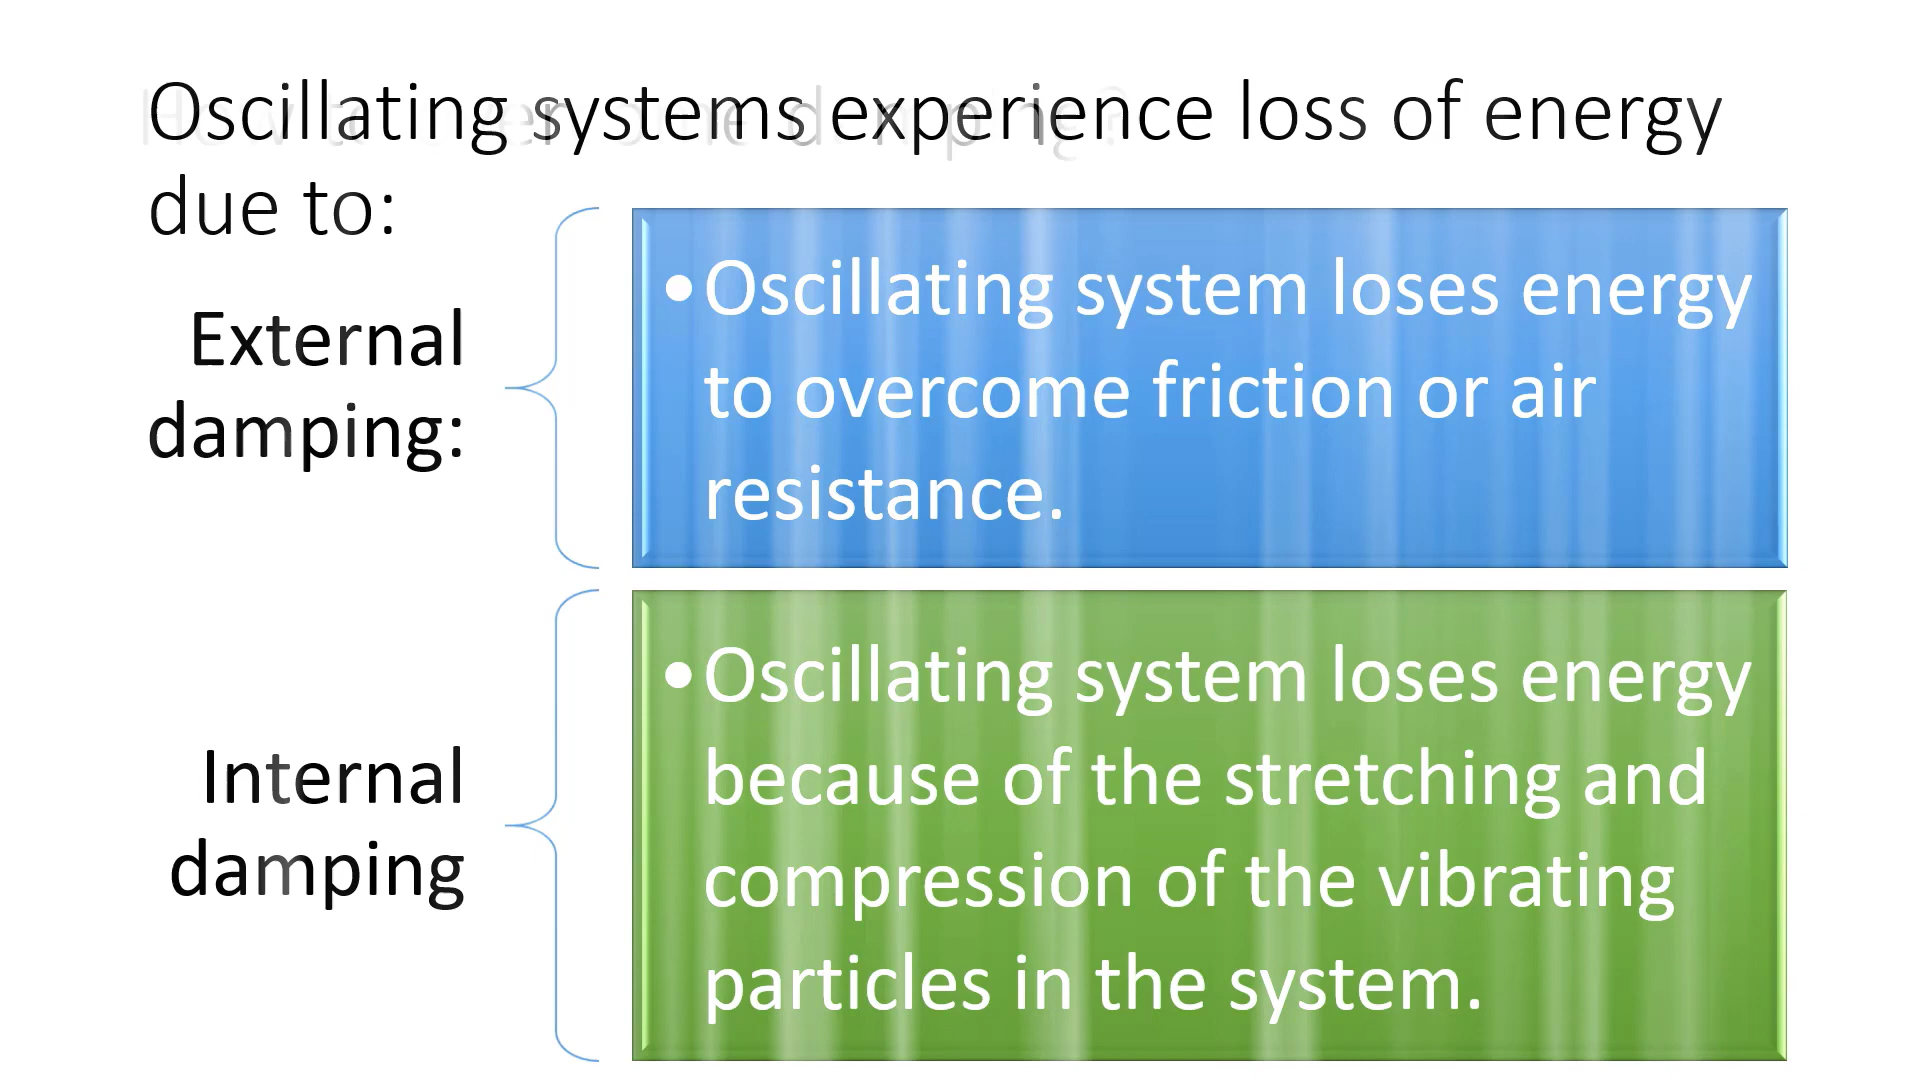 Oscillating systems experience loss of energy
due to:
External
damping:
•Oscillating system loses energy
to overcome friction or air
resistance.
Internal
damping
•Oscillating system loses energy
because of the stretching and
compression of the vibrating
particles in the system.